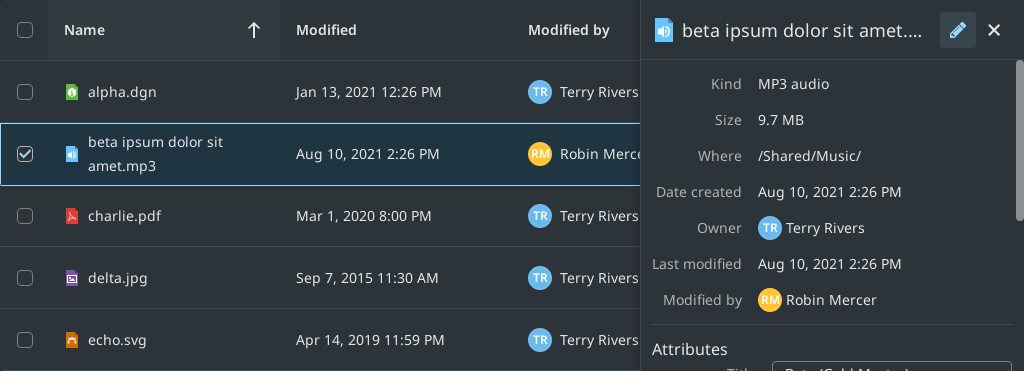 Name Modified Modified by
alpha.dgn Jan 13, 2021 12:26 PM TR Terry Rivers
beta ipsum dolor sit
amet.mp3 Aug 10, 2021 2:26 PM RM Robin Merce
charlie.pdf Mar 1, 2020 8:00 PM TR Terry Rivers
delta.jpg Sep 7, 2015 11:30 AM TR Terry Rivers
echo.svg Apr 14, 2019 11:59 PM TR Terry Rivers
beta ipsum dolor sit amet....
Kind MP3 audio
Size 9.7 MB
Where /Shared/Music/
Date created Aug 10, 2021 2:26 PM
Owner TR Terry Rivers
Last modified Aug 10, 2021 2:26 PM
Modified by RM Robin Mercer
Attributes